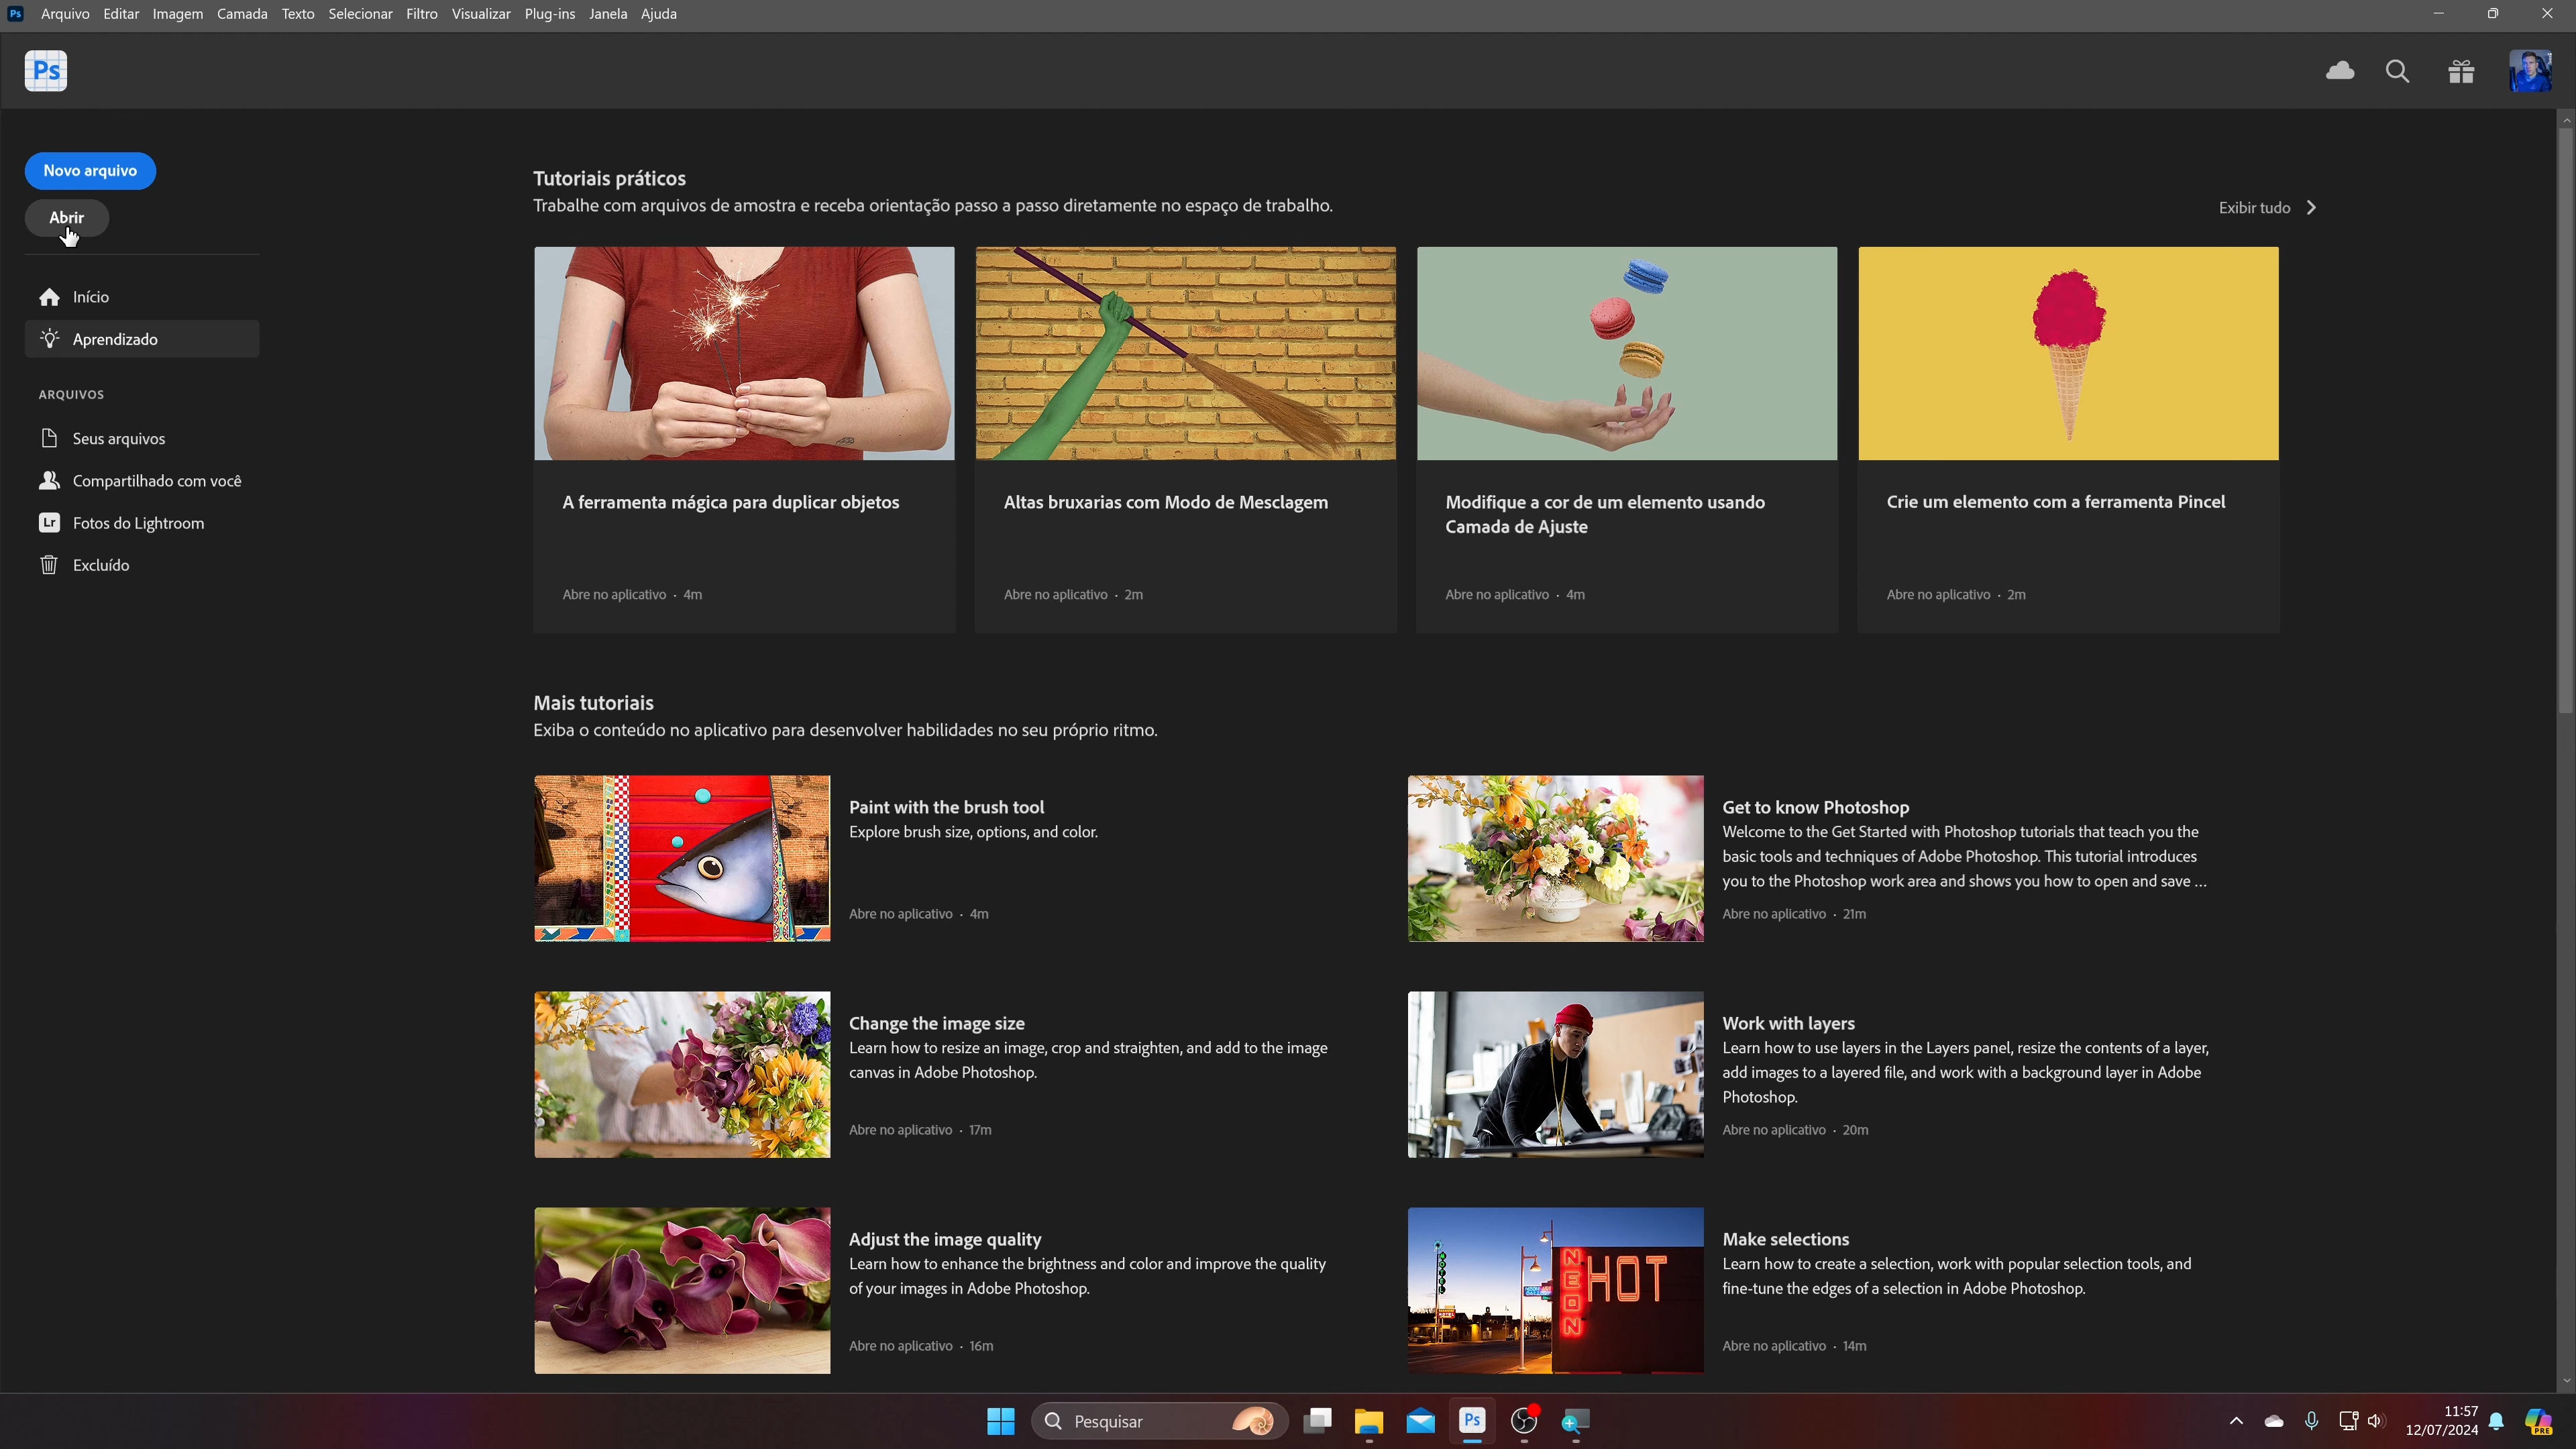 Ps Arquivo Editar Imagem Camada Texto Selecionar Filtro Visualizar Plug-ins Janela Ajuda
Ps
Novo arquivo
Abrir
Início
Aprendizado
ARQUIVOS
Seus arquivos
Compartilhado com você
Lr Fotos do Lightroom
Excluído
Tutoriais práticos
Trabalhe com arquivos de amostra e receba orientação passo a passo diretamente no espaço de trabalho.
Exibir tudo
A ferramenta mágica para duplicar objetos
Abre no aplicativo · 4m
Altas bruxarias com Modo de Mesclagem
Abre no aplicativo · 2m
Modifique a cor de um elemento usando
Camada de Ajuste
Abre no aplicativo · 4m
Crie um elemento com a ferramenta Pincel
Abre no aplicativo · 2m
Mais tutoriais
Exiba o conteúdo no aplicativo para desenvolver habilidades no seu próprio ritmo.
Paint with the brush tool
Explore brush size, options, and color.
Abre no aplicativo · 4m
Get to know Photoshop
Welcome to the Get Started with Photoshop tutorials that teach you the
basic tools and techniques of Adobe Photoshop. This tutorial introduces
you to the Photoshop work area and shows you how to open and save ...
Abre no aplicativo · 21m
Change the image size
Learn how to resize an image, crop and straighten, and add to the image
canvas in Adobe Photoshop.
Abre no aplicativo · 17m
Work with layers
Learn how to use layers in the Layers panel, resize the contents of a layer,
add images to a layered file, and work with a background layer in Adobe
Photoshop.
Abre no aplicativo · 20m
Adjust the image quality
Learn how to enhance the brightness and color and improve the quality
of your images in Adobe Photoshop.
Abre no aplicativo · 16m
NEON
HOT
Make selections
Learn how to create a selection, work with popular selection tools, and
fine-tune the edges of a selection in Adobe Photoshop.
Abre no aplicativo · 14m
Pesquisar
Ps
11:57
12/07/2024
PRE